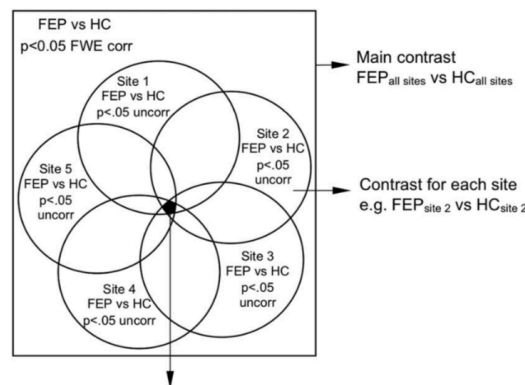 FEP vs HC
p<0.05 FWE corr
Site 1
FEP vs HC
p<.05 uncorr
Site 2
FEP vs HC
p<.05
uncorr
Site 5
FEP vs HC
p<.05
uncorr
Site 4
FEP vs HC
p<.05 uncorr
Site 3
FEP vs HC
p<.05
uncorr
Main contrast
FEPall sites vs HCall sites
Contrast for each site
e.g. FEPsite 2 vs HCsite 2